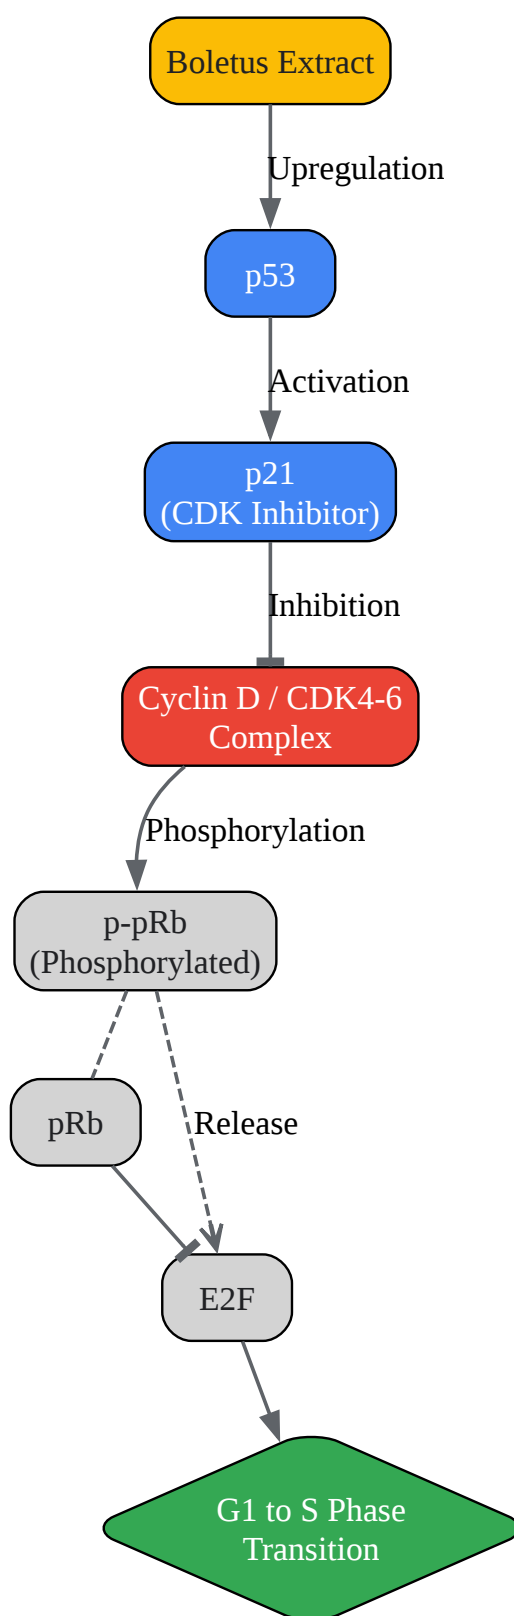 Boletus Extract
Upregulation
p53
Activation
p21
(CDK Inhibitor)
Inhibition
Cyclin D / CDK4-6
Complex
Phosphorylation
p-pRb
(Phosphorylated)
pRb
Release
E2F
G1 to S Phase
Transition